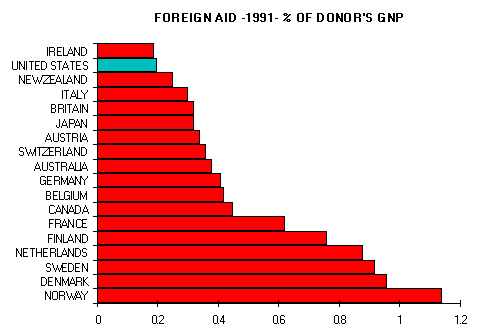 FOREIGN AID -1991- % OF DONOR'S GNP
IRELAND
UNITED STATES
NEWZEALAND
ITALY
BRITAIN
JAPAN
AUSTRIA
SWITZERLAND
AUSTRALIA
GERMANY
BELGIUM
CANADA
FRANCE
FINLAND
NETHERLANDS
SWEDEN
DENMARK
NORWAY
0 0.2 0.4 0.6 0.8 1 1.2